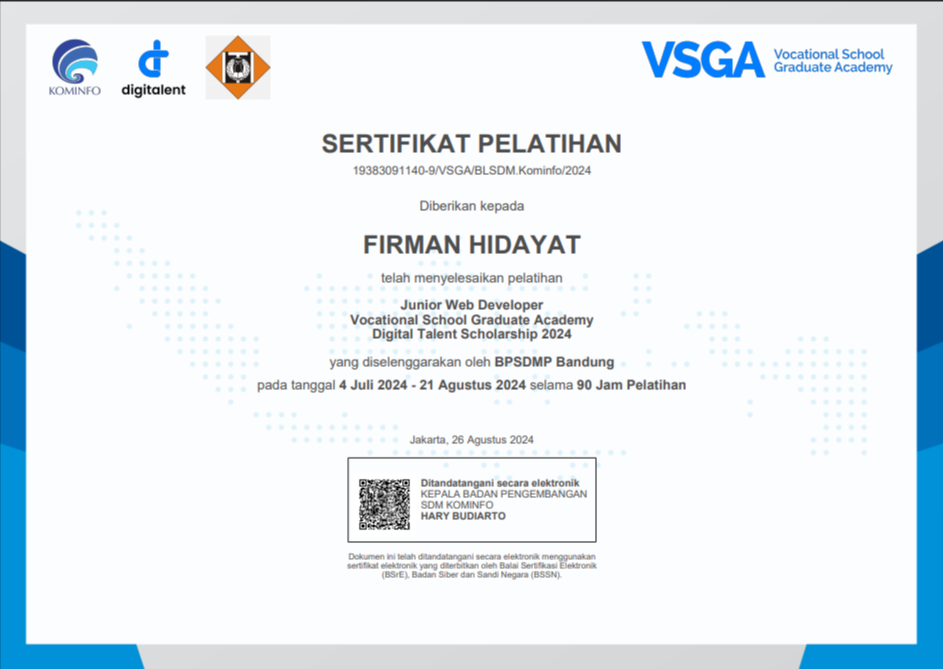 KOMINFO
digitalent
VSGA
Vocational School
Graduate Academy
SERTIFIKAT PELATIHAN
19383091140-9/VSGA/BLSDM.Kominfo/2024
Diberikan kepada
FIRMAN HIDAYAT
telah menyelesaikan pelatihan
Junior Web Developer
Vocational School Graduate Academy
Digital Talent Scholarship 2024
yang diselenggarakan oleh BPSDMP Bandung
pada tanggal 4 Juli 2024 - 21 Agustus 2024 selama 90 Jam Pelatihan
Jakarta, 26 Agustus 2024
Ditandatangani secara elektronik
KEPALA BADAN PENGEMBANGAN
SDM KOMINFO
HARY BUDIARTO
Dokumen ini telah ditandatangani secara elektronik menggunakan
sertifikat elektronik yang diterbitkan oleh Balai Sertifikasi Elektronik
(BSrE), Badan Siber dan Sandi Negara (BSSN).